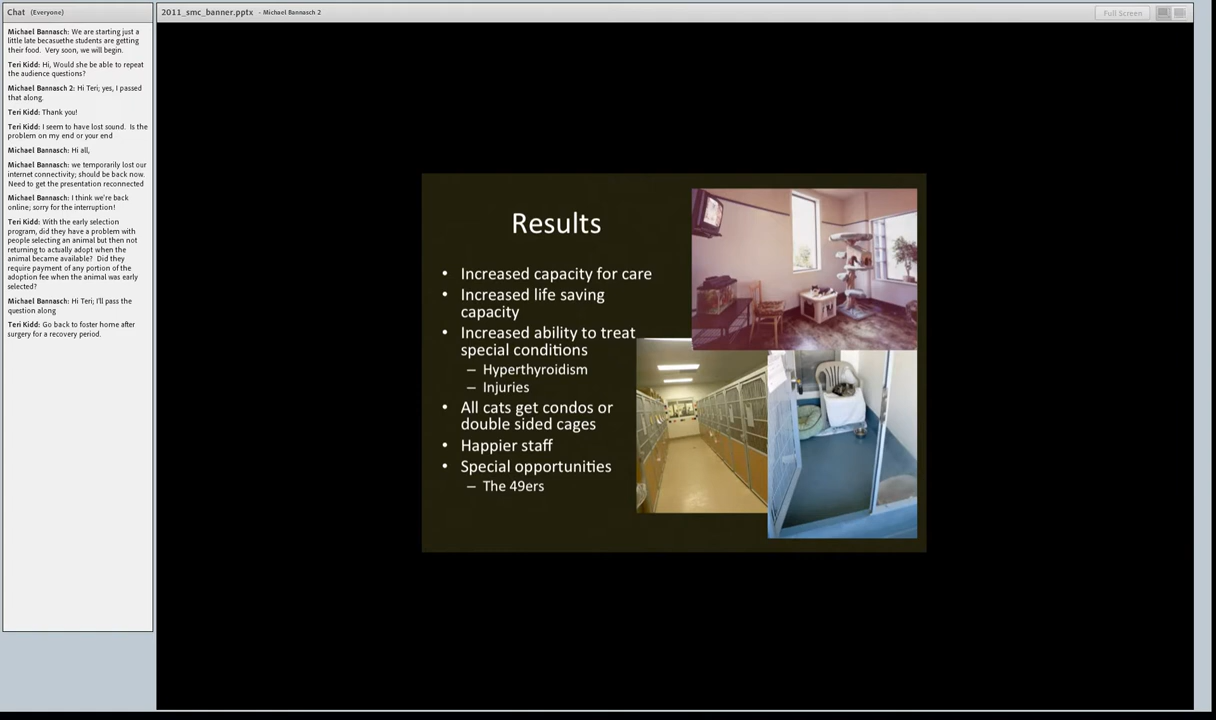 Chat (Everyone)
Michael Bannasch: We are starting just a
little late becasuethe students are getting
their food. Very soon, we will begin.
Teri Kidd: Hi, Would she be able to repeat
the audience questions?
Michael Bannasch 2: Hi Teri; yes, I passed
that along.
Teri Kidd: Thank you!
Teri Kidd: I seem to have lost sound. Is the
problem on my end or your end
Michael Bannasch: Hi all,
Michael Bannasch: we temporarily lost our
internet connectivity; should be back now.
Need to get the presentation reconnected
Michael Bannasch: I think we're back
online; sorry for the interruption!
Teri Kidd: With the early selection
program, did they have a problem with
people selecting an animal but then not
returning to actually adopt when the
animal became available? Did they
require payment of any portion of the
adoption fee when the animal was early
selected?
Michael Bannasch: Hi Teri; I'll pass the
question along
Teri Kidd: Go back to foster home after
surgery for a recovery period.
2011_smc_banner.pptx - Michael Bannasch 2
Full Screen
Results
• Increased capacity for care
• Increased life saving
capacity
• Increased ability to treat
special conditions
– Hyperthyroidism
– Injuries
• All cats get condos or
double sided cages
• Happier staff
• Special opportunities
– The 49ers